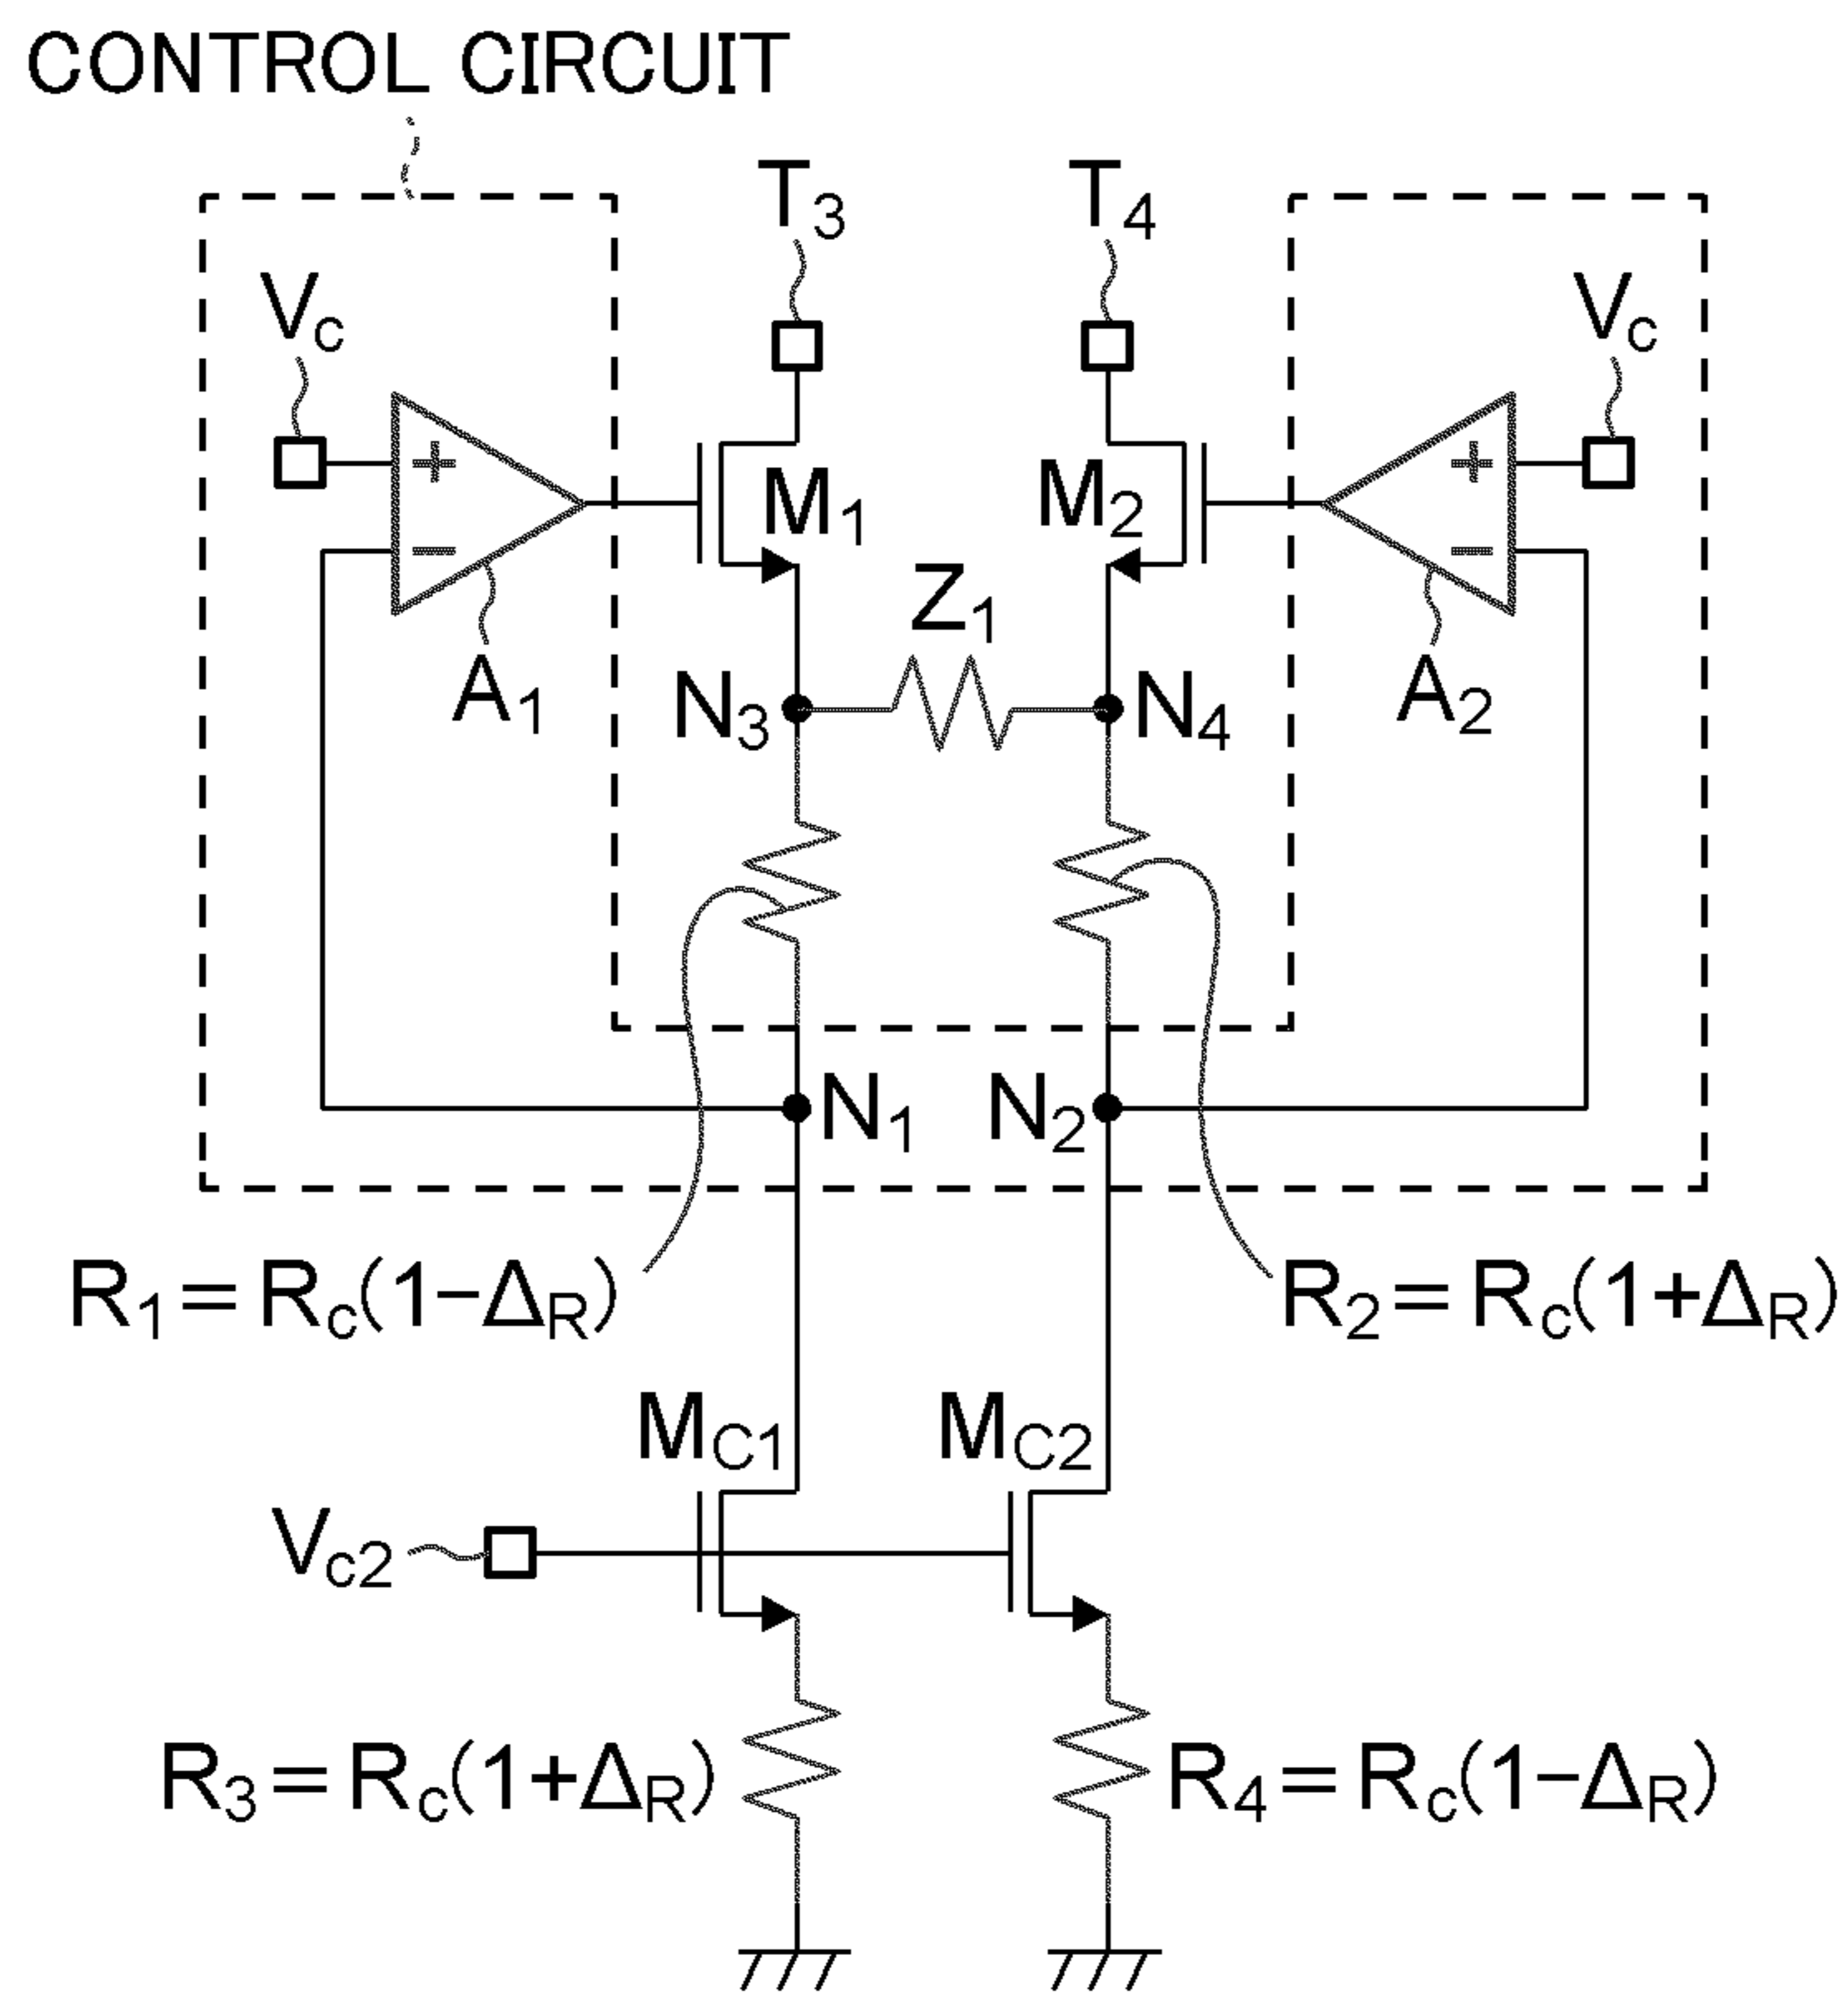 CONTROL CIRCUIT
T3 T4
Vc Vc
+ M1 M2 +
− Z1 −
A1 N3 N4 A2
N1 N2
R1=Rc(1−ΔR) R2=Rc(1+ΔR)
MC1 MC2
Vc2
R3=Rc(1+ΔR) R4=Rc(1−ΔR)